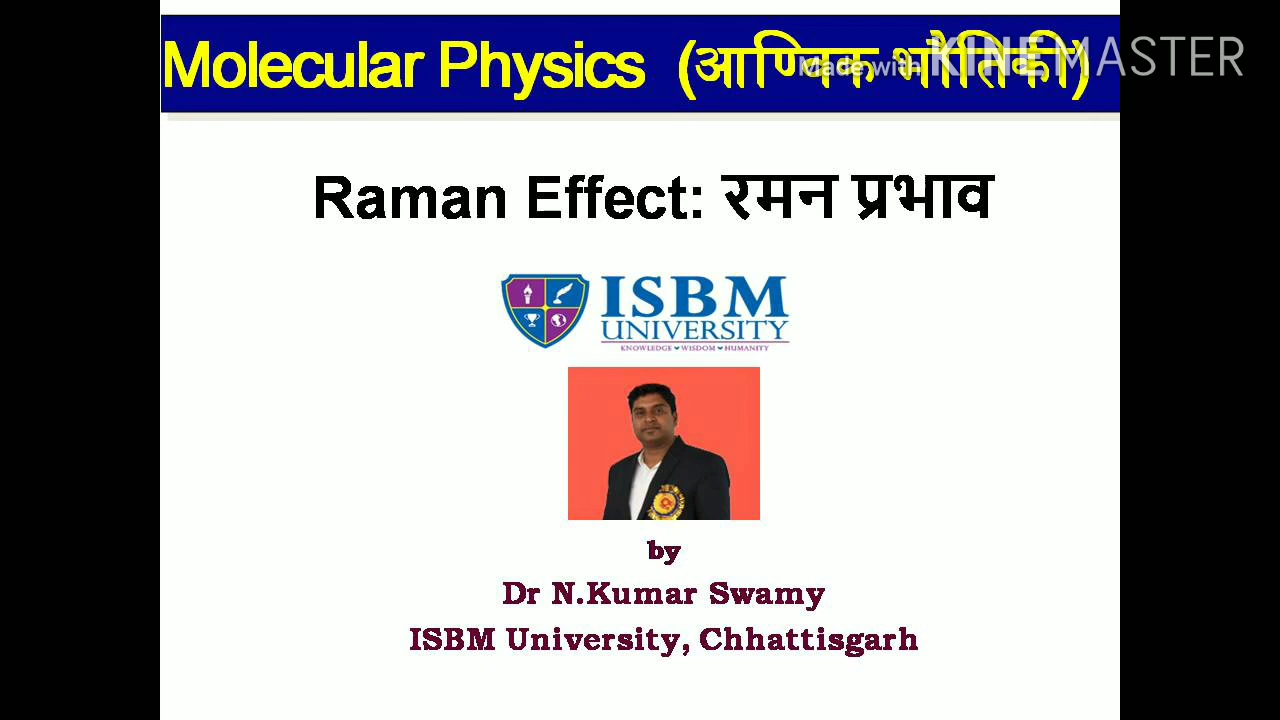 Molecular Physics (आण्विक भौतिकी)
Made with KINEMASTER
Raman Effect: रमन प्रभाव
ISBM
UNIVERSITY
KNOWLEDGE WISDOM HUMANITY
by
Dr N.Kumar Swamy
ISBM University, Chhattisgarh